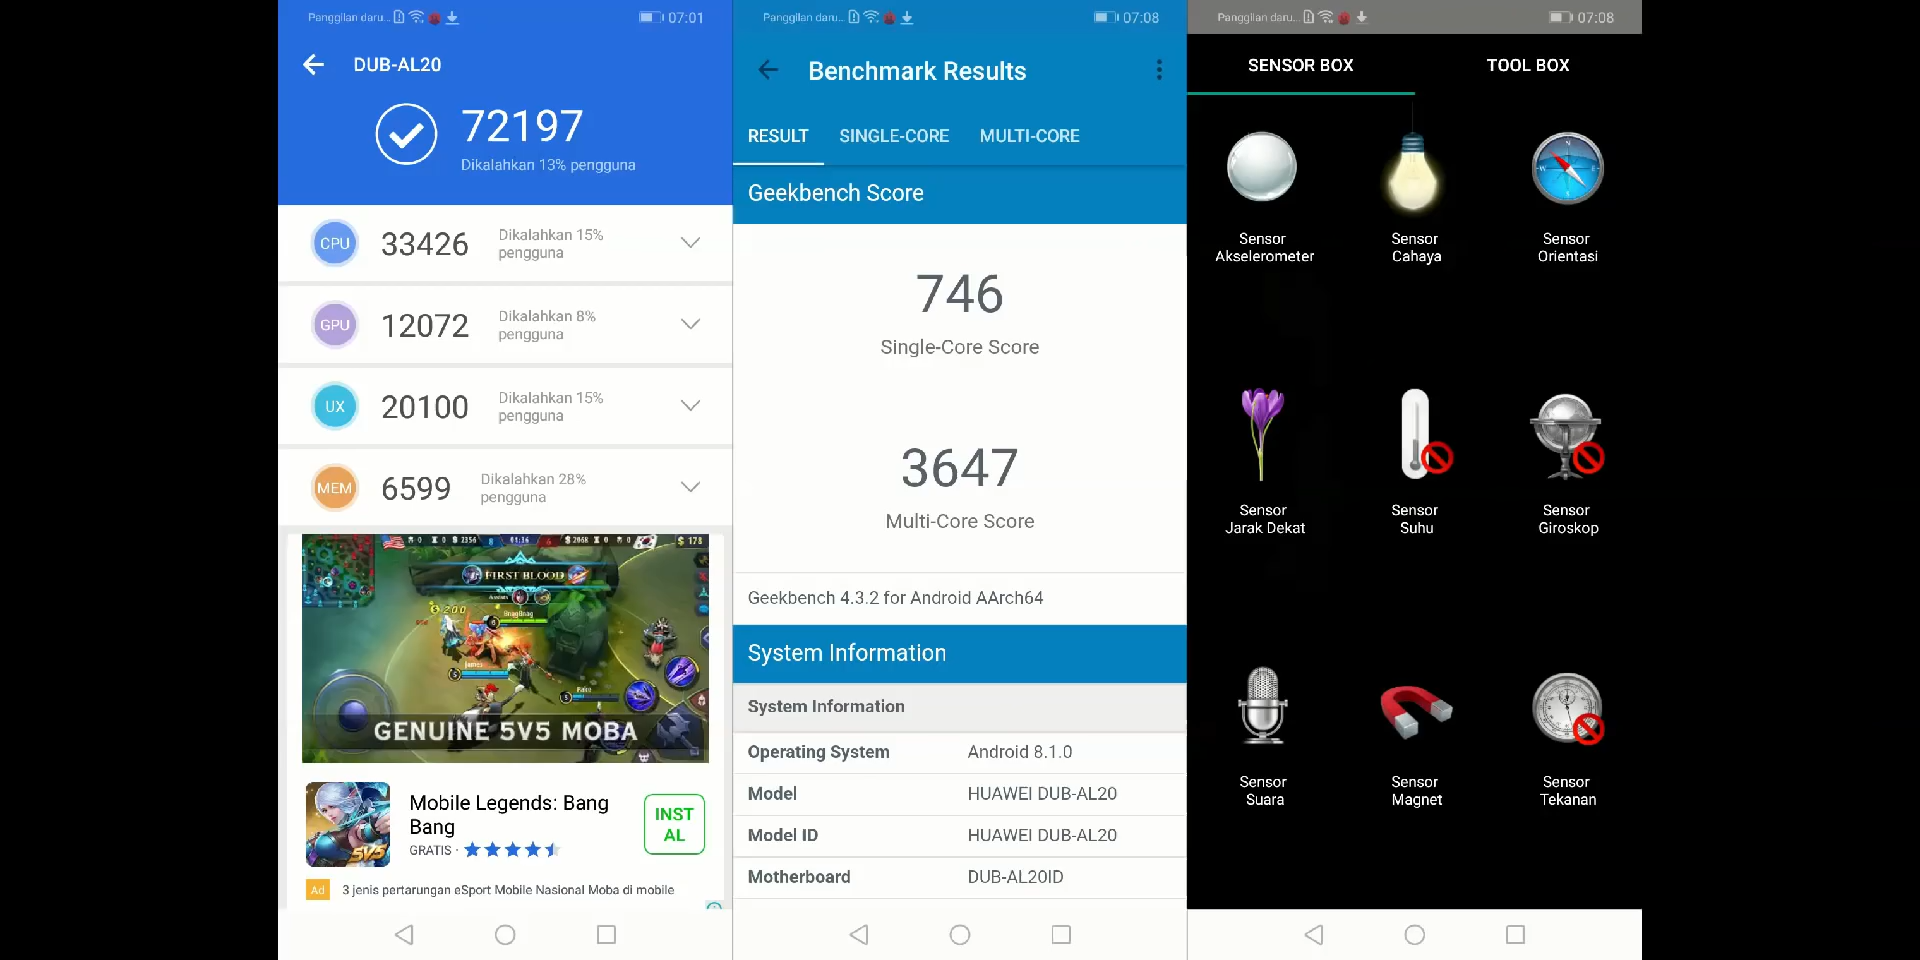 Panggilan daru...
07:01
DUB-AL20
72197
Dikalahkan 13% pengguna
CPU
33426
Dikalahkan 15%
pengguna
GPU
12072
Dikalahkan 8%
pengguna
UX
20100
Dikalahkan 15%
pengguna
MEM
6599
Dikalahkan 28%
pengguna
FIRST BLOOD
GENUINE 5V5 MOBA
5V5
Mobile Legends: Bang
Bang
GRATIS ·
INST
AL
Ad
3 jenis pertarungan eSport Mobile Nasional Moba di mobile
Panggilan daru...
07:08
Benchmark Results
RESULT
SINGLE-CORE
MULTI-CORE
Geekbench Score
746
Single-Core Score
3647
Multi-Core Score
Geekbench 4.3.2 for Android AArch64
System Information
System Information
Operating System
Android 8.1.0
Model
HUAWEI DUB-AL20
Model ID
HUAWEI DUB-AL20
Motherboard
DUB-AL20ID
Panggilan daru...
07:08
SENSOR BOX
TOOL BOX
Sensor
Akselerometer
Sensor
Cahaya
Sensor
Orientasi
Sensor
Jarak Dekat
Sensor
Suhu
Sensor
Giroskop
Sensor
Suara
Sensor
Magnet
Sensor
Tekanan